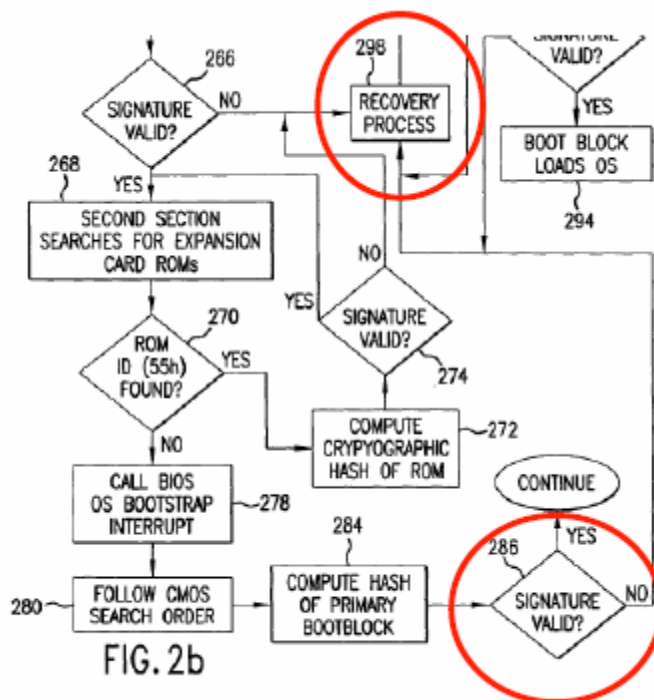 266
SIGNATURE
VALID?
NO
298
RECOVERY
PROCESS
SIGNATURE
VALID?
YES
BOOT BLOCK
LOADS OS
294
268
YES
SECOND SECTION
SEARCHES FOR EXPANSION
CARD ROMs
NO
YES
SIGNATURE
VALID?
274
270
ROM
ID (55h)
FOUND?
YES
COMPUTE
CRYPYOGRAPHIC
HASH OF ROM
272
NO
CALL BIOS
OS BOOTSTRAP
INTERRUPT
278
CONTINUE
YES
284
286
280
FOLLOW CMOS
SEARCH ORDER
COMPUTE HASH
OF PRIMARY
BOOTBLOCK
SIGNATURE
VALID?
NO
FIG. 2b